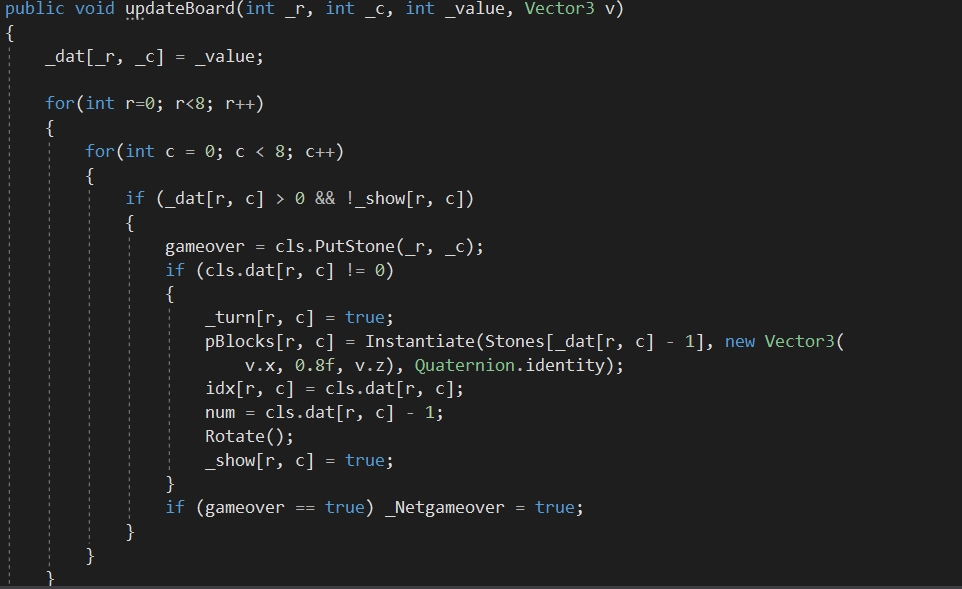 public void updateBoard(int _r, int _c, int _value, Vector3 v)
{
    _dat[_r, _c] = _value;

    for(int r=0; r<8; r++)
    {
        for(int c = 0; c < 8; c++)
        {
            if (_dat[r, c] > 0 && !_show[r, c])
            {
                gameover = cls.PutStone(_r, _c);
                if (cls.dat[r, c] != 0)
                {
                    _turn[r, c] = true;
                    pBlocks[r, c] = Instantiate(Stones[_dat[r, c] - 1], new Vector3(
                        v.x, 0.8f, v.z), Quaternion.identity);
                    idx[r, c] = cls.dat[r, c];
                    num = cls.dat[r, c] - 1;
                    Rotate();
                    _show[r, c] = true;
                }
                if (gameover == true) _Netgameover = true;
            }
        }
    }